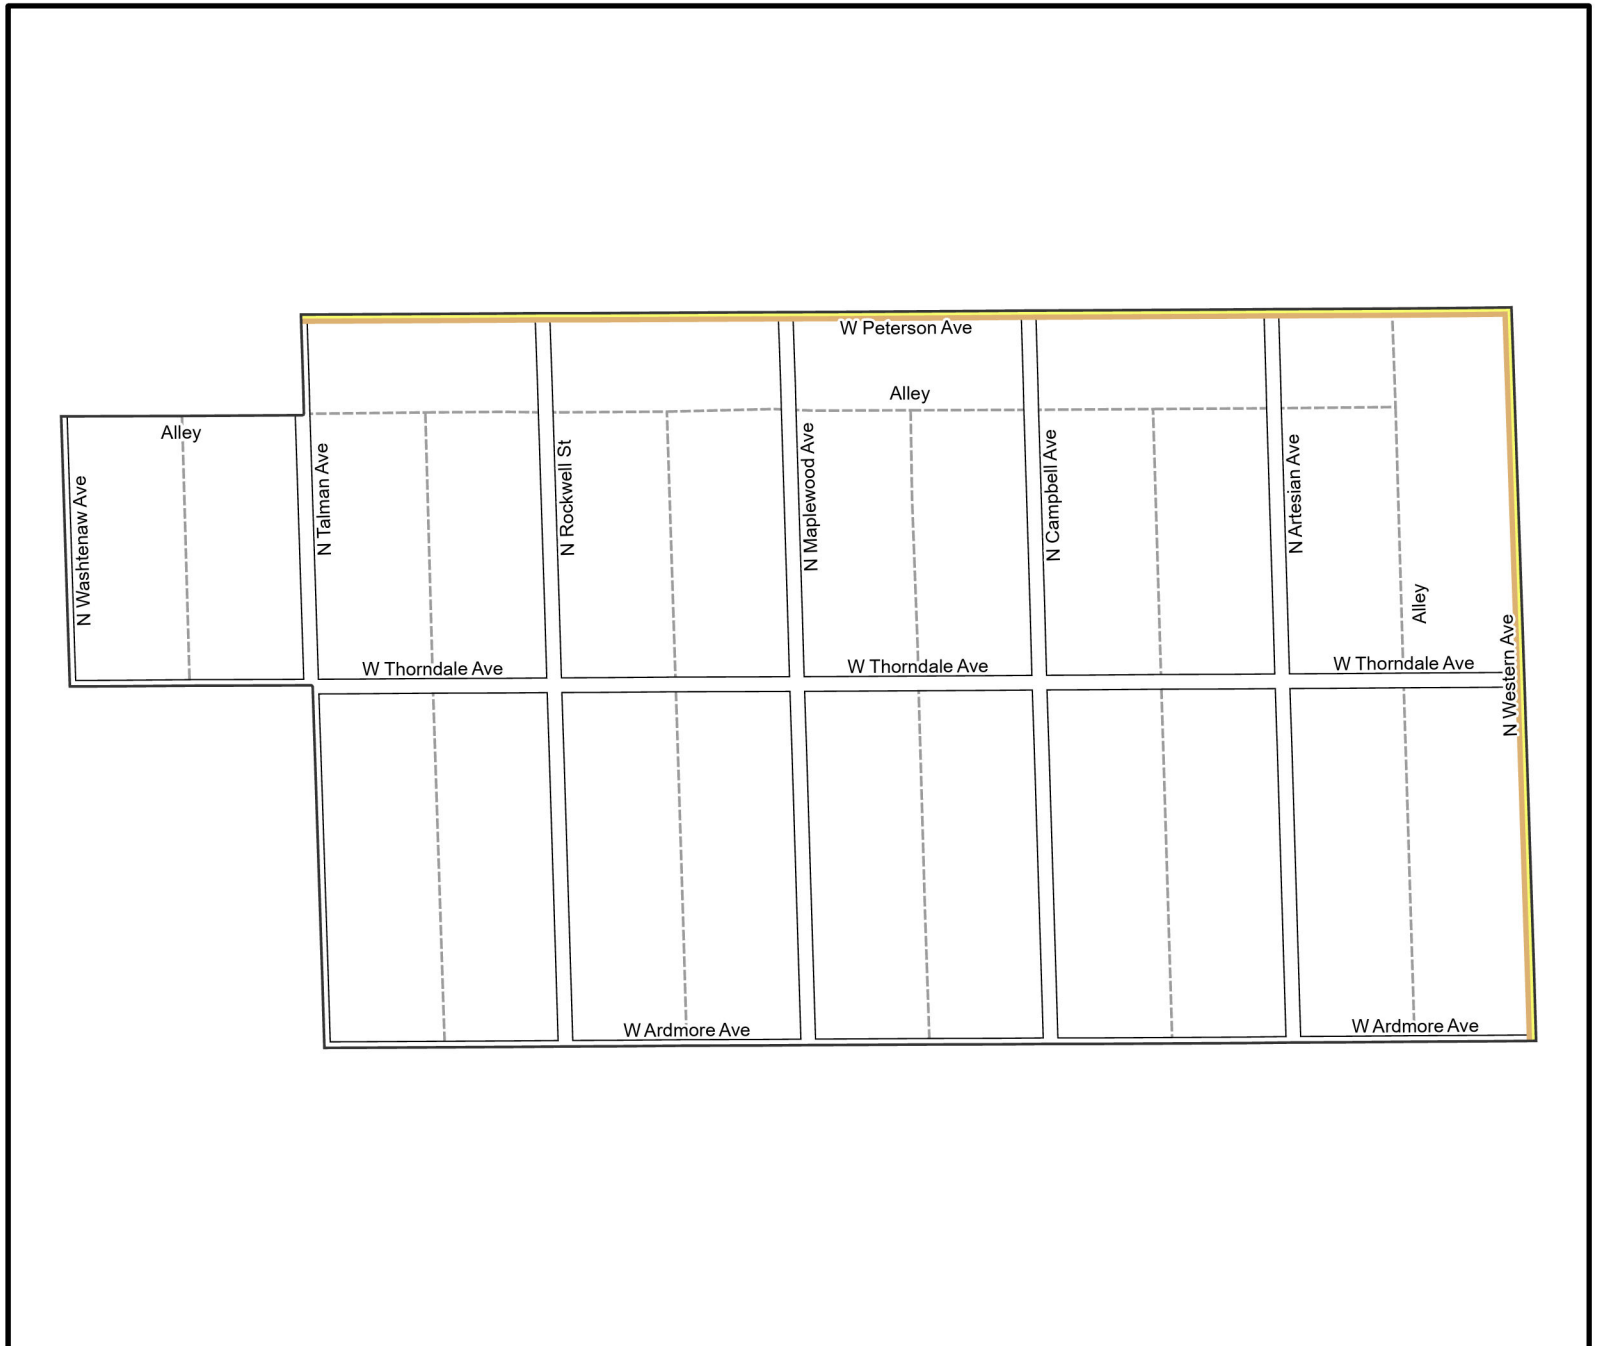 W Peterson Ave
Alley
Alley
N Washtenaw Ave
N Talman Ave
N Rockwell St
N Maplewood Ave
N Campbell Ave
N Artesian Ave
Alley
N Western Ave
W Thorndale Ave
W Thorndale Ave
W Thorndale Ave
W Ardmore Ave
W Ardmore Ave